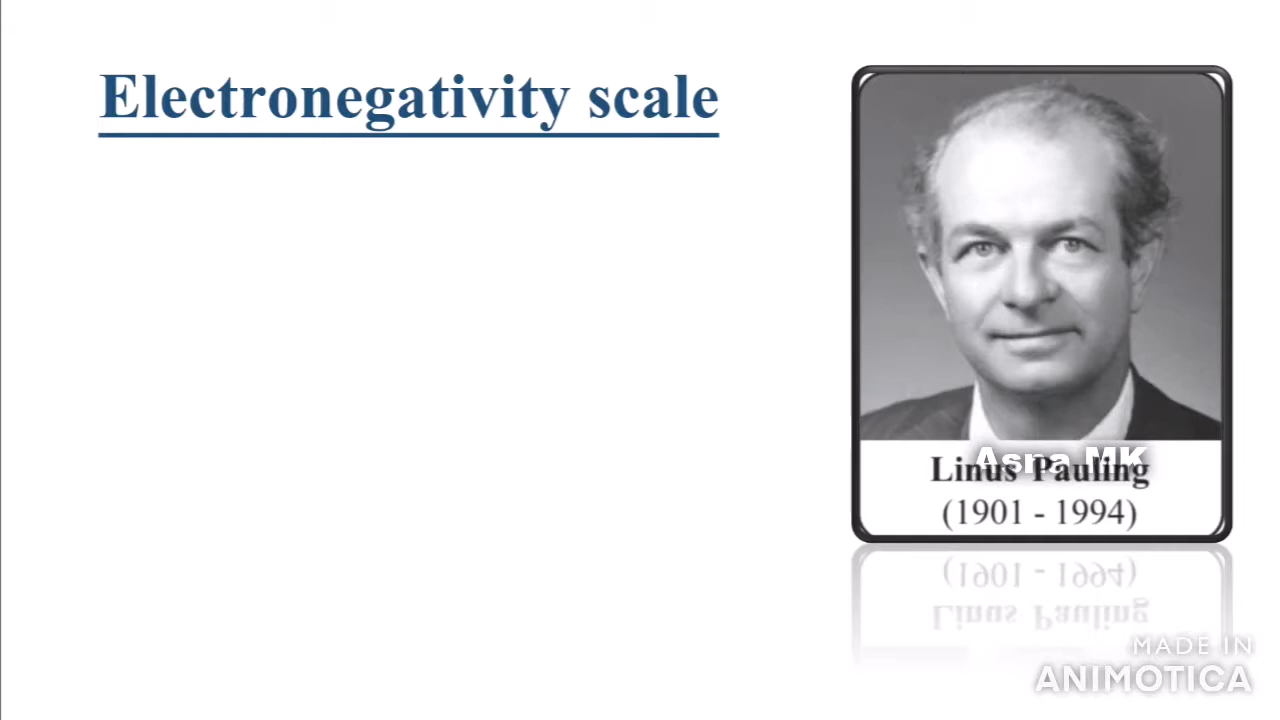 Electronegativity scale
Asna MK
Linus Pauling
(1901 - 1994)
(1901 - 1994)
Linus Pauling
MADE IN
ANIMOTICA